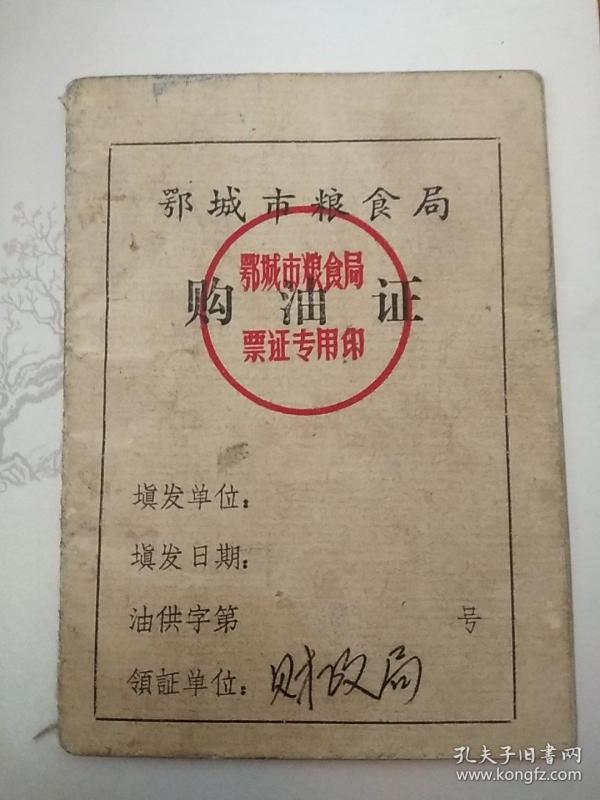 鄂城市粮食局
鄂城市粮食局
购油证
票证专用印
填发单位：
填发日期：
油供字第 号
領証单位：财政局
孔夫子旧书网
www.kongfz.com